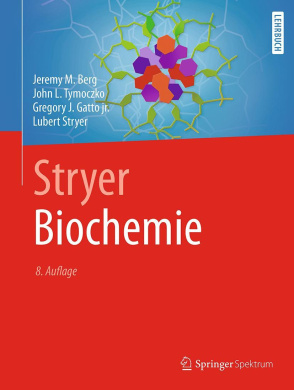 LEHRBUCH
Jeremy M. Berg
John L. Tymoczko
Gregory J. Gatto jr.
Lubert Stryer
Stryer
Biochemie
8. Auflage
Springer Spektrum